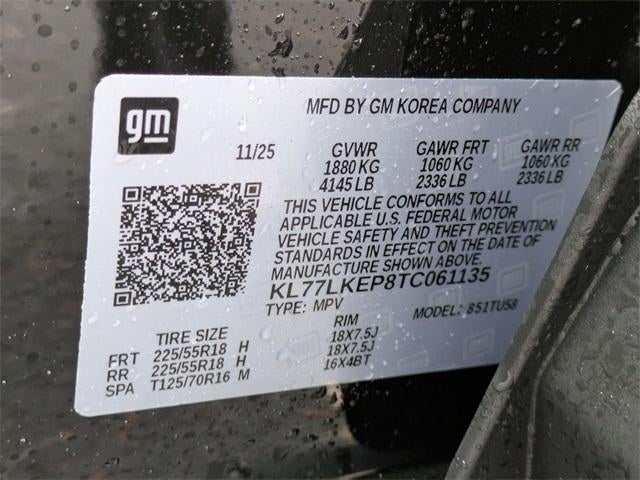 gm
MFD BY GM KOREA COMPANY
11/25 GVWR GAWR FRT GAWR RR
1880 KG 1060 KG 1060 KG
4145 LB 2336 LB 2336 LB
THIS VEHICLE CONFORMS TO ALL
APPLICABLE U.S. FEDERAL MOTOR
VEHICLE SAFETY AND THEFT PREVENTION
STANDARDS IN EFFECT ON THE DATE OF
MANUFACTURE SHOWN ABOVE.
KL77LKEP8TC061135
TYPE: MPV MODEL: 851TUS8
TIRE SIZE RIM
FRT 225/55R18 H 18X7.5J
RR 225/55R18 H 18X7.5J
SPA T125/70R16 M 16X4BT